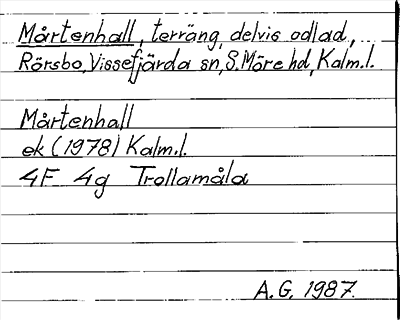 Mårtenhall, terräng, delvis odlad,
Rörsbo, Vissefjärda sn, S. Möre hd, Kalm.l.
Mårtenhall
ek (1978) Kalm.l.
4F 4g Trollamåla
A.G. 1987.